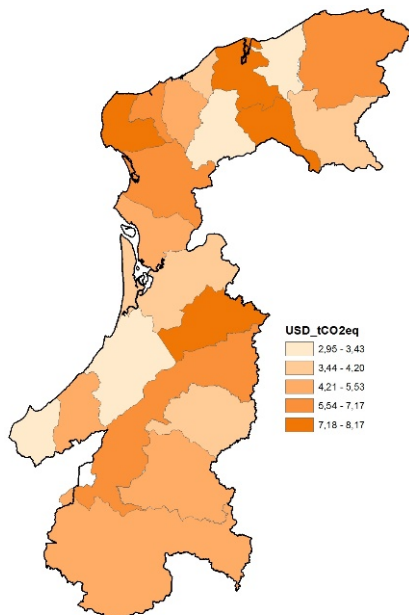 USD_tCO2eq
2,95 - 3,43
3,44 - 4,20
4,21 - 5,53
5,54 - 7,17
7,18 - 8,17